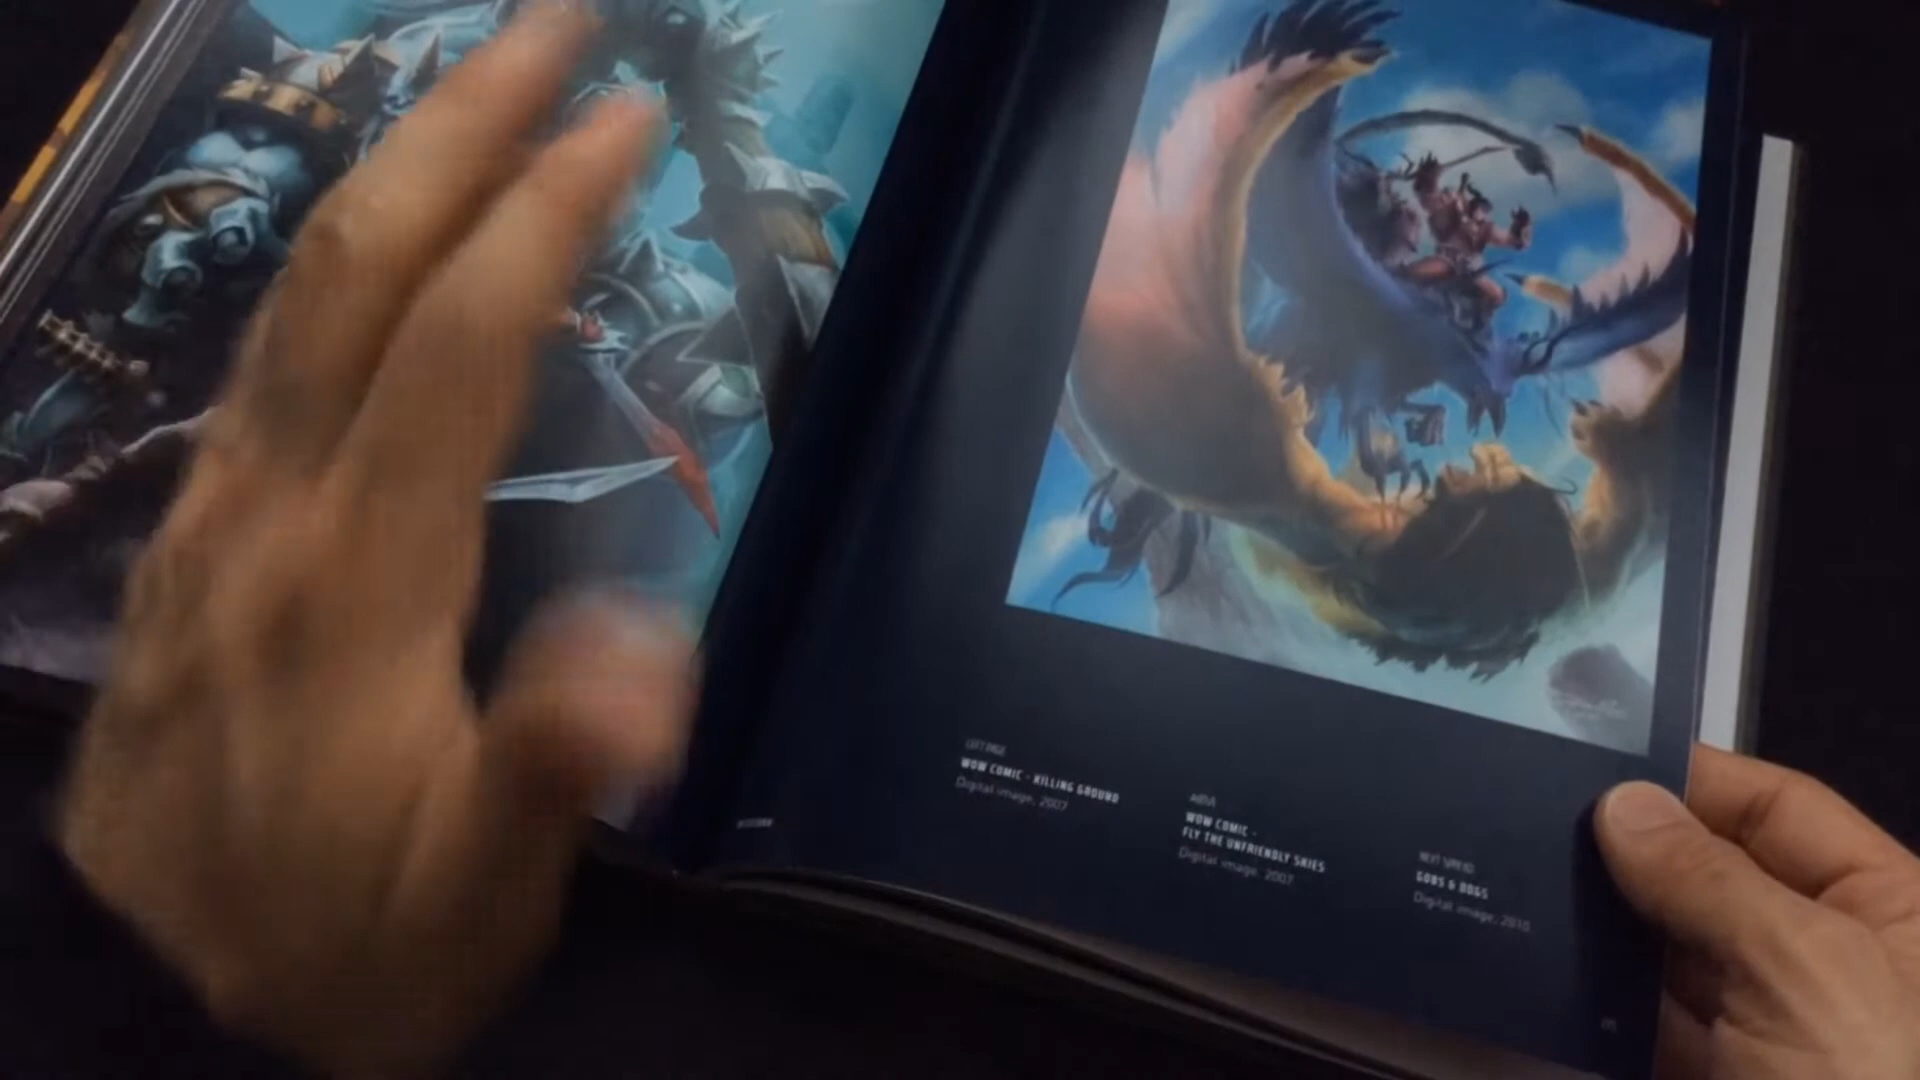 LEFT PAGE
WOW COMIC - KILLING GROUND
Digital image, 2007
ABOVE
WOW COMIC -
FLY THE UNFRIENDLY SKIES
Digital image, 2007
NEXT SPREAD
GOBS & DOGS
Digital image, 2010